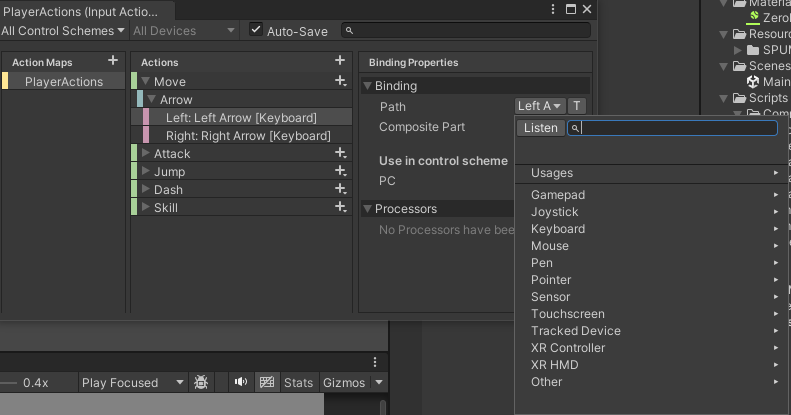 PlayerActions (Input Actio...
All Control Schemes
All Devices
Auto-Save
Action Maps
PlayerActions
Actions
Move
Arrow
Left: Left Arrow [Keyboard]
Right: Right Arrow [Keyboard]
Attack
Jump
Dash
Skill
Binding Properties
Binding
Path
Left A
T
Composite Part
Use in control scheme
PC
Processors
No Processors have bee
Listen
Usages
Gamepad
Joystick
Keyboard
Mouse
Pen
Pointer
Sensor
Touchscreen
Tracked Device
XR Controller
XR HMD
Other
Material
Zerol
Resourc
SPUM
Scenes
Main
Scripts
Comp
0.4x
Play Focused
Stats
Gizmos